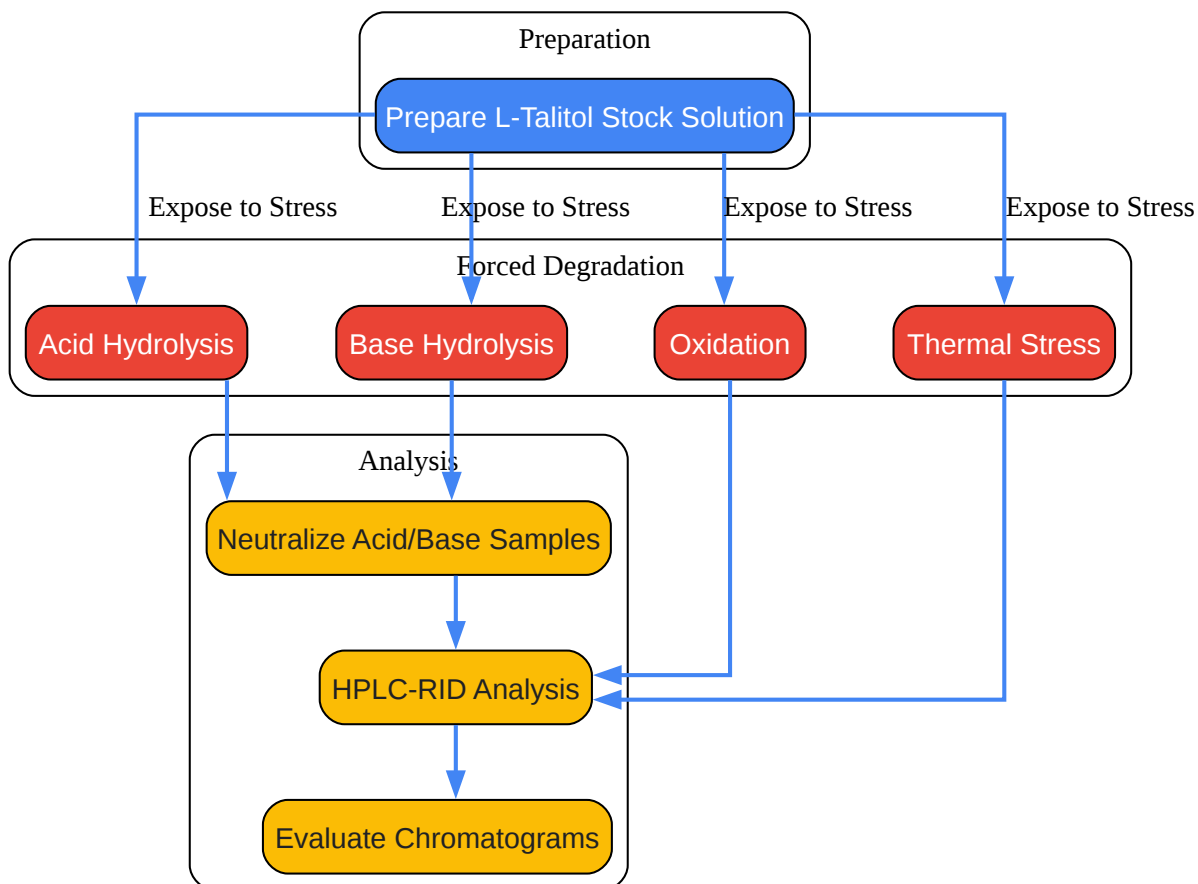 Preparation
Prepare L-Talitol Stock Solution
Expose to Stress
Expose to Stress
Expose to Stress
Expose to Stress
Forced Degradation
Acid Hydrolysis
Base Hydrolysis
Oxidation
Thermal Stress
Analysis
Neutralize Acid/Base Samples
HPLC-RID Analysis
Evaluate Chromatograms